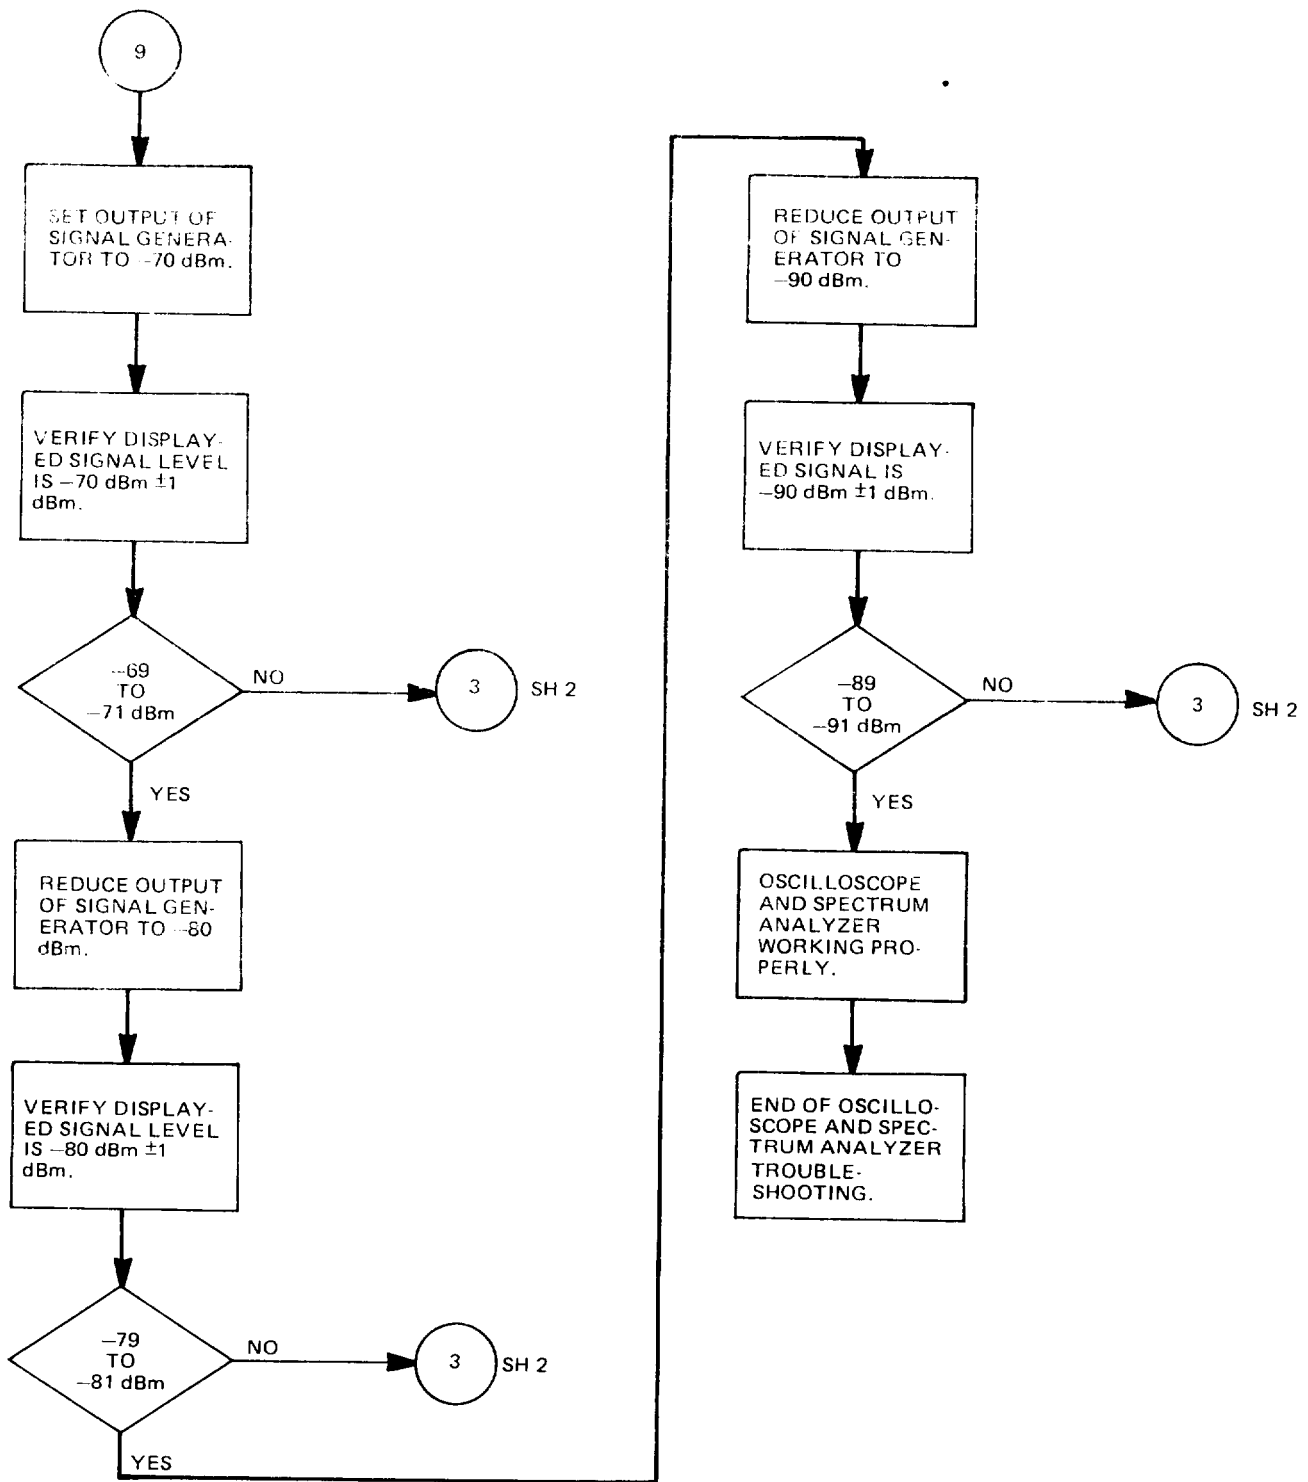 9
SET OUTPUT OF
SIGNAL GENERA-
TOR TO -70 dBm.
VERIFY DISPLAY-
ED SIGNAL LEVEL
IS -70 dBm ±1
dBm.
-69
TO
-71 dBm
NO
3
SH 2
YES
REDUCE OUTPUT
OF SIGNAL GEN-
ERATOR TO -80
dBm.
VERIFY DISPLAY-
ED SIGNAL LEVEL
IS -80 dBm ±1
dBm.
-79
TO
-81 dBm
NO
3
SH 2
YES
REDUCE OUTPUT
OF SIGNAL GEN-
ERATOR TO
-90 dBm.
VERIFY DISPLAY-
ED SIGNAL IS
-90 dBm ±1 dBm.
-89
TO
-91 dBm
NO
3
SH 2
YES
OSCILLOSCOPE
AND SPECTRUM
ANALYZER
WORKING PRO-
PERLY.
END OF OSCILLO-
SCOPE AND SPEC-
TRUM ANALYZER
TROUBLE-
SHOOTING.